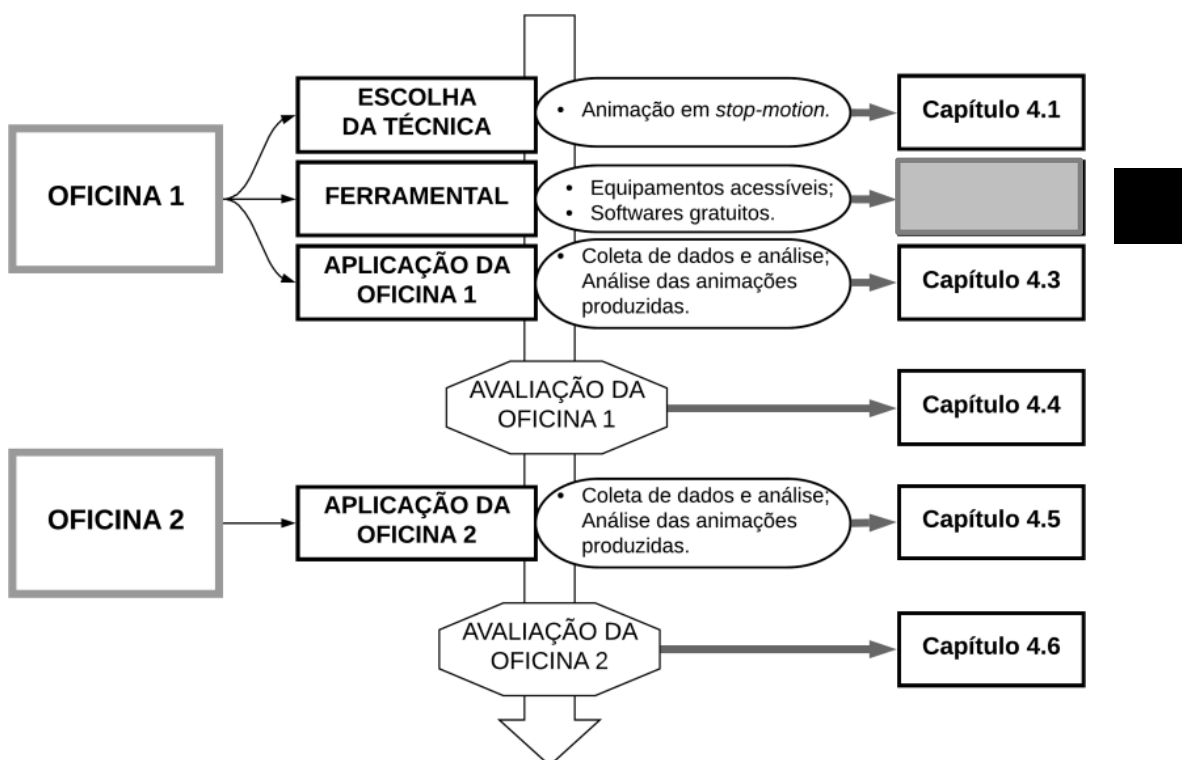 ESCOLHA
DA TÉCNICA
• Animação em stop-motion.
Capítulo 4.1
OFICINA 1
FERRAMENTAL
• Equipamentos acessíveis;
• Softwares gratuitos.
APLICAÇÃO DA
OFICINA 1
• Coleta de dados e análise;
Análise das animações
produzidas.
Capítulo 4.3
AVALIAÇÃO DA
OFICINA 1
Capítulo 4.4
OFICINA 2
APLICAÇÃO DA
OFICINA 2
• Coleta de dados e análise;
Análise das animações
produzidas.
Capítulo 4.5
AVALIAÇÃO DA
OFICINA 2
Capítulo 4.6